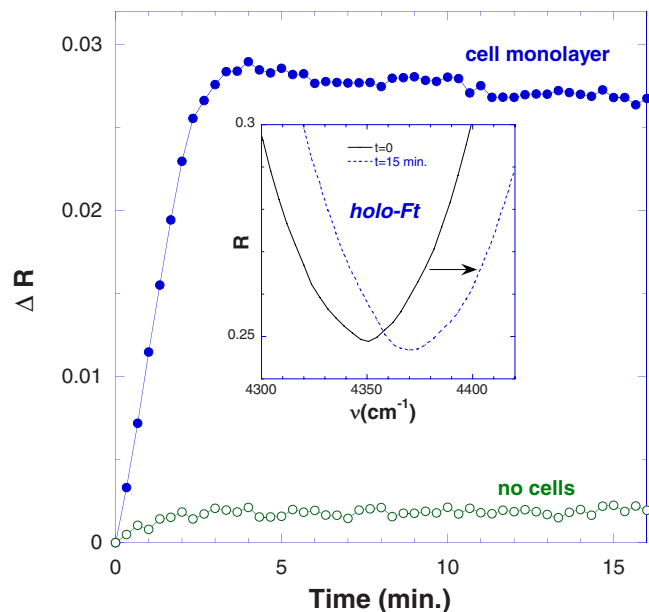 0.03
cell monolayer
0.3
t=0
t=15 min.
holo-Ft
0.02
R
Δ R
0.25
0.01
4300
4350
4400
ν(cm⁻¹)
no cells
0
0
5
10
15
Time (min.)